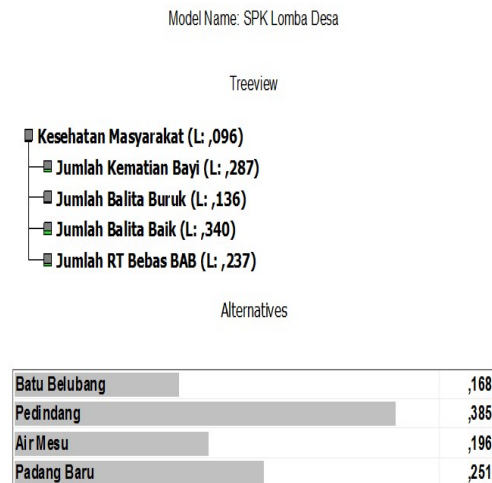 Model Name: SPK Lomba Desa
Treeview
Kesehatan Masyarakat (L: ,096)
Jumlah Kematian Bayi (L: ,287)
Jumlah Balita Buruk (L: ,136)
Jumlah Balita Baik (L: ,340)
Jumlah RT Bebas BAB (L: ,237)
Alternatives
Batu Belubang ,168
Pedindang ,385
Air Mesu ,196
Padang Baru ,251